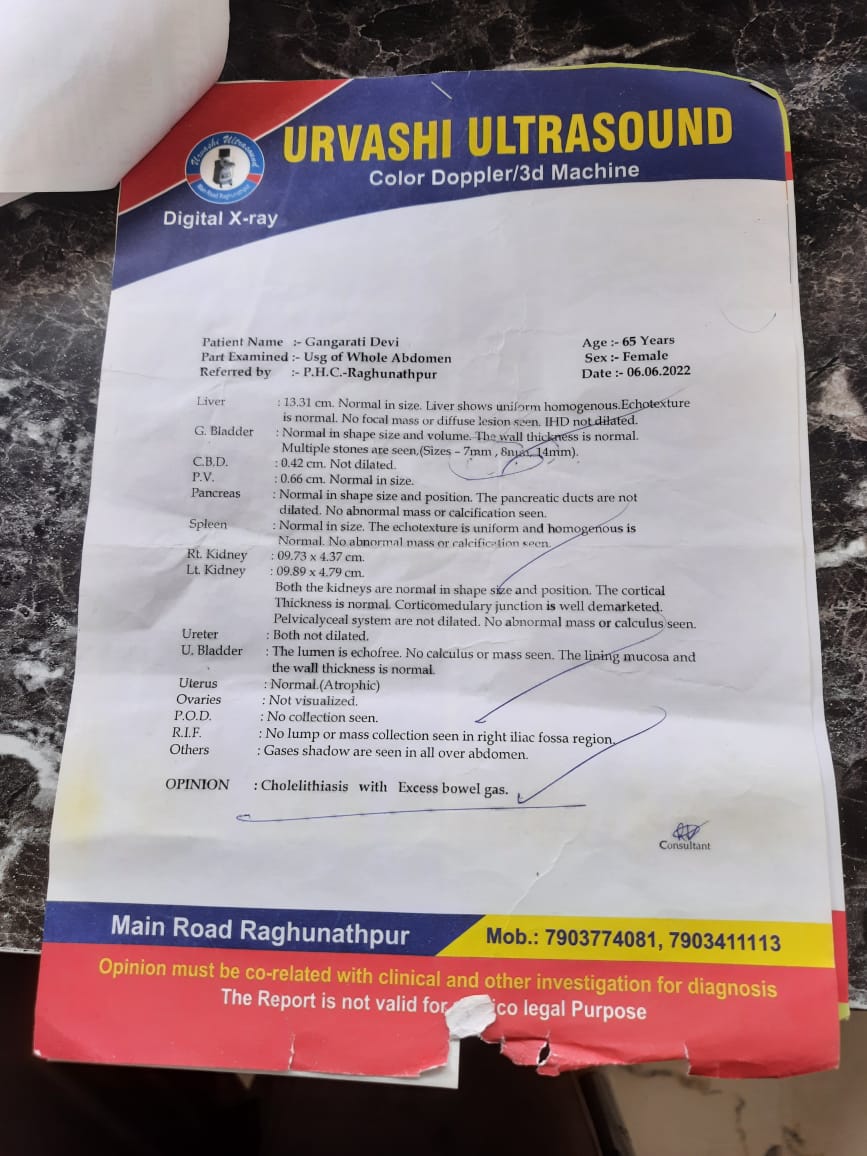 Urvashi Ultrasound
Main Road Raghunathpur
URVASHI ULTRASOUND
Color Doppler/3d Machine
Digital X-ray
Patient Name :- Gangarati Devi Age :- 65 Years
Part Examined :- Usg of Whole Abdomen Sex :- Female
Referred by :- P.H.C.-Raghunathpur Date :- 06.06.2022
Liver : 13.31 cm. Normal in size. Liver shows uniform homogenous.Echotexture
is normal. No focal mass or diffuse lesion seen. IHD not dilated.
G. Bladder : Normal in shape size and volume. The wall thickness is normal.
Multiple stones are seen,(Sizes – 7mm , 8mm, 14mm).
C.B.D. : 0.42 cm. Not dilated.
P.V. : 0.66 cm. Normal in size.
Pancreas : Normal in shape size and position. The pancreatic ducts are not
dilated. No abnormal mass or calcification seen.
Spleen : Normal in size. The echotexture is uniform and homogenous is
Normal. No abnormal mass or calcification seen.
Rt. Kidney : 09.73 x 4.37 cm.
Lt. Kidney : 09.89 x 4.79 cm.
Both the kidneys are normal in shape size and position. The cortical
Thickness is normal. Corticomedulary junction is well demarketed.
Pelvicalyceal system are not dilated. No abnormal mass or calculus seen.
Ureter : Both not dilated.
U. Bladder : The lumen is echofree. No calculus or mass seen. The lining mucosa and
the wall thickness is normal.
Uterus : Normal.(Atrophic)
Ovaries : Not visualized.
P.O.D. : No collection seen.
R.I.F. : No lump or mass collection seen in right iliac fossa region.
Others : Gases shadow are seen in all over abdomen.
OPINION : Cholelithiasis with Excess bowel gas.
Consultant
Main Road Raghunathpur
Mob.: 7903774081, 7903411113
Opinion must be co-related with clinical and other investigation for diagnosis
The Report is not valid for ico legal Purpose